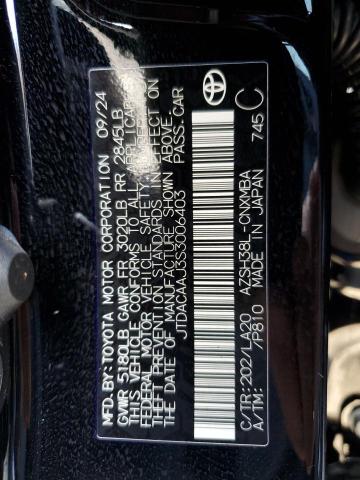 MFD. BY: TOYOTA MOTOR CORPORATION 09/24
GVWR 5180LB GAWR FR 3020LB RR 2845LB
THIS VEHICLE CONFORMS TO ALL APPLICABLE
FEDERAL MOTOR VEHICLE SAFETY, BUMPER, AND
THEFT PREVENTION STANDARDS IN EFFECT ON
THE DATE OF MANUFACTURE SHOWN ABOVE.
JTDACAAJ3S3006403 PASS. CAR
C/TR: 202/LA20 AZSH38L-CNXMBA
A/TM: /P810 MADE IN JAPAN 745 C